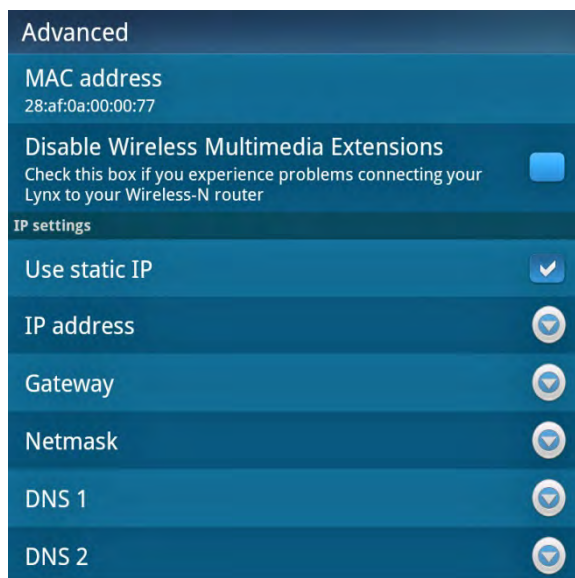 Advanced
MAC address
28:af:0a:00:00:77
Disable Wireless Multimedia Extensions
Check this box if you experience problems connecting your
Lynx to your Wireless-N router
IP settings
Use static IP
IP address
Gateway
Netmask
DNS 1
DNS 2